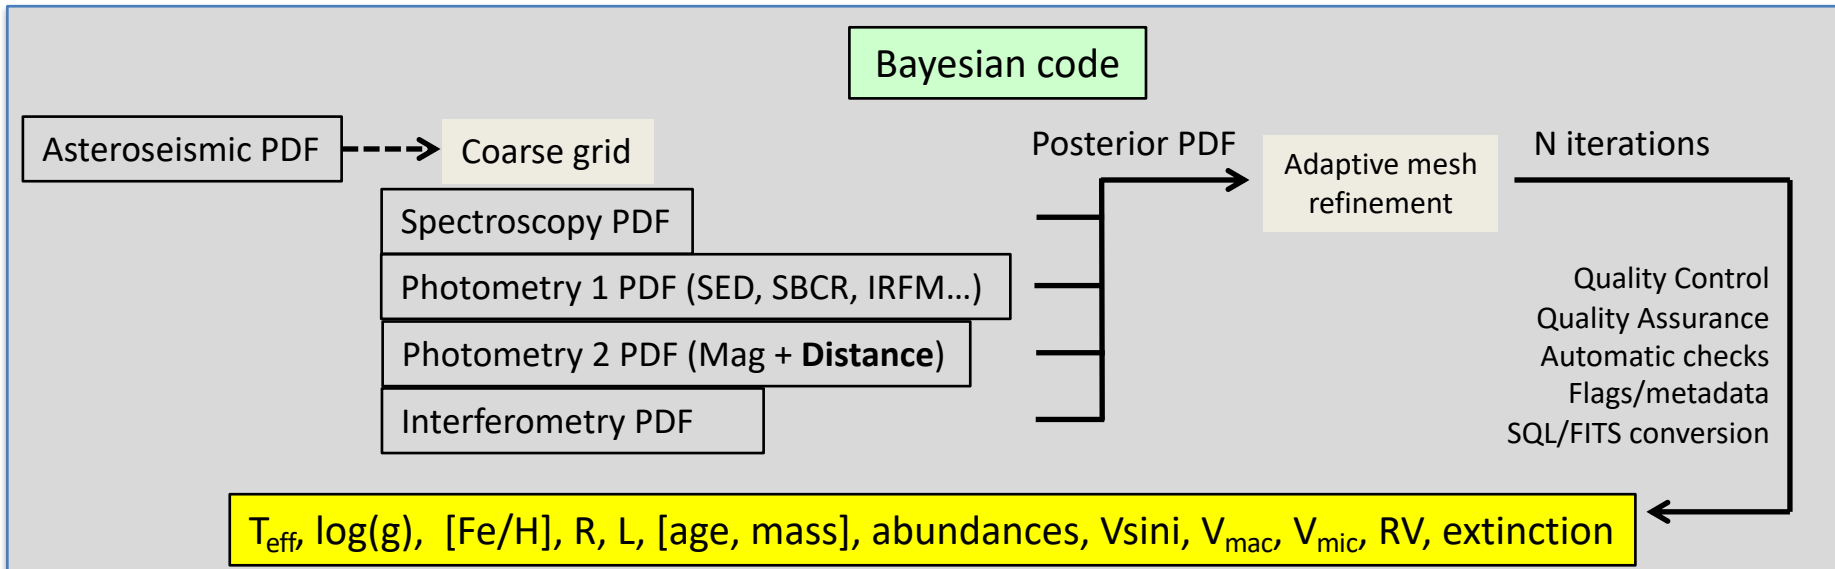 Bayesian code
Asteroseismic PDF
Coarse grid
Posterior PDF
Adaptive mesh
refinement
N iterations
Spectroscopy PDF
Photometry 1 PDF (SED, SBCR, IRFM…)
Photometry 2 PDF (Mag + Distance)
Interferometry PDF
Quality Control
Quality Assurance
Automatic checks
Flags/metadata
SQL/FITS conversion
Teff, log(g), [Fe/H], R, L, [age, mass], abundances, Vsini, Vmac, Vmic, RV, extinction